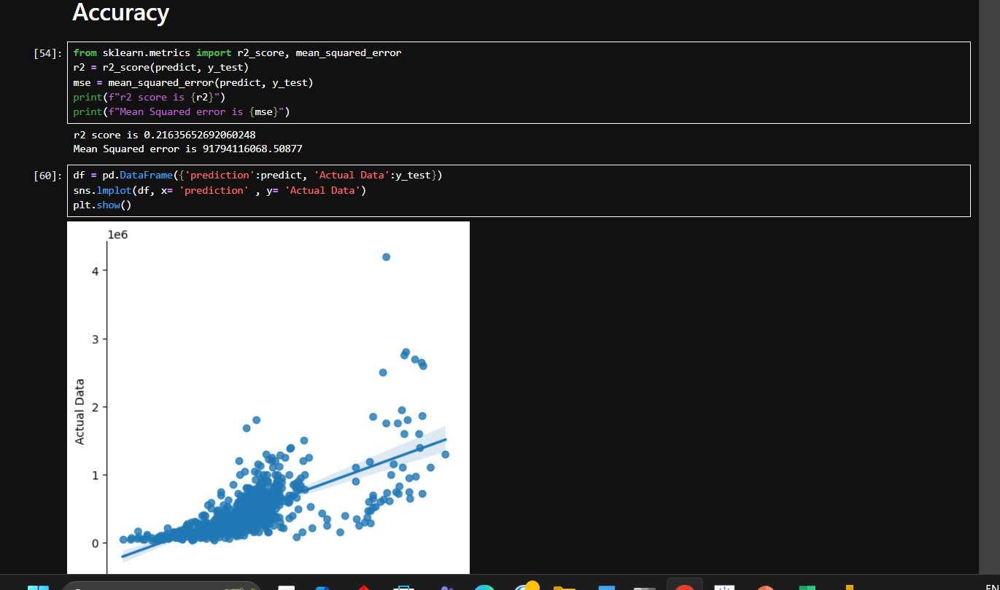 Accuracy
[54]:
from sklearn.metrics import r2_score, mean_squared_error
r2 = r2_score(predict, y_test)
mse = mean_squared_error(predict, y_test)
print(f"r2 score is {r2}")
print(f"Mean Squared error is {mse}")
r2 score is 0.21635652692060248
Mean Squared error is 91794116068.50877
[60]:
df = pd.DataFrame({'prediction':predict, 'Actual Data':y_test})
sns.lmplot(df, x= 'prediction' , y= 'Actual Data')
plt.show()
1e6
4
3
2
1
0
Actual Data
EN